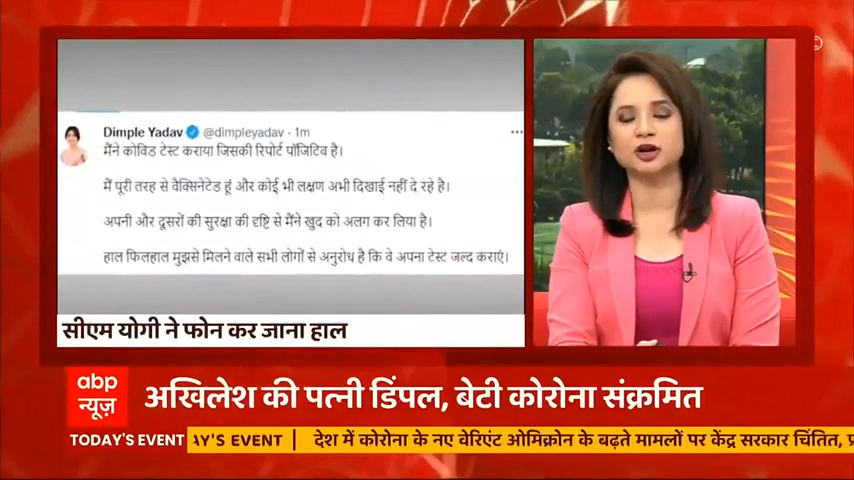 Dimple Yadav @dimpleyadav · 1m
मैंने कोविड टेस्ट कराया जिसकी रिपोर्ट पॉजिटिव है।
मैं पूरी तरह से वैक्सिनेटेड हूं और कोई भी लक्षण अभी दिखाई नहीं दे रहे है।
अपनी और दूसरों की सुरक्षा की दृष्टि से मैंने खुद को अलग कर लिया है।
हाल फिलहाल मुझसे मिलने वाले सभी लोगों से अनुरोध है कि वे अपना टेस्ट जल्द कराएं।
सीएम योगी ने फोन कर जाना हाल
abp
न्यूज़
अखिलेश की पत्नी डिंपल, बेटी कोरोना संक्रमित
TODAY'S EVENT AY'S EVENT | देश में कोरोना के नए वेरिएंट ओमिक्रोन के बढ़ते मामलों पर केंद्र सरकार चिंतित,